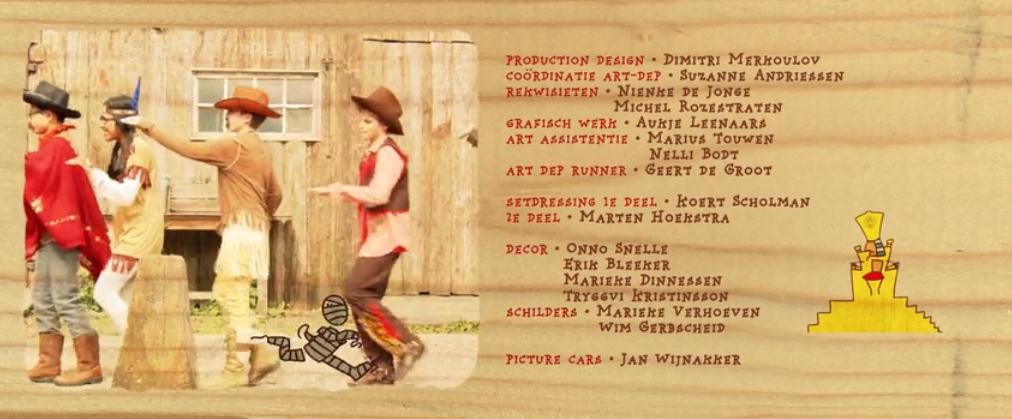 PRODUCTION DESIGN • DIMITRI MERKOULOV
COÖRDINATIE ART-DEP • SUZANNE ANDRIESSEN
REKWISIETEN • NIENKE DE JONGE
MICHEL ROZESTRATEN
GRAFISCH WERK • AUKJE LEENAARS
ART ASSISTENTIE • MARIUS TOUWEN
NELLI BODT
ART DEP RUNNER • GEERT DE GROOT
SETDRESSING 1E DEEL • KOERT SCHOLMAN
2E DEEL • MARTEN HOEKSTRA
DECOR • ONNO SNELLE
ERIK BLEEKER
MARIEKE DINNESSEN
TRYGGVI KRISTINSSON
SCHILDERS • MARIEKE VERHOEVEN
WIM GERBSCHEID
PICTURE CARS • JAN WIJNAKKER